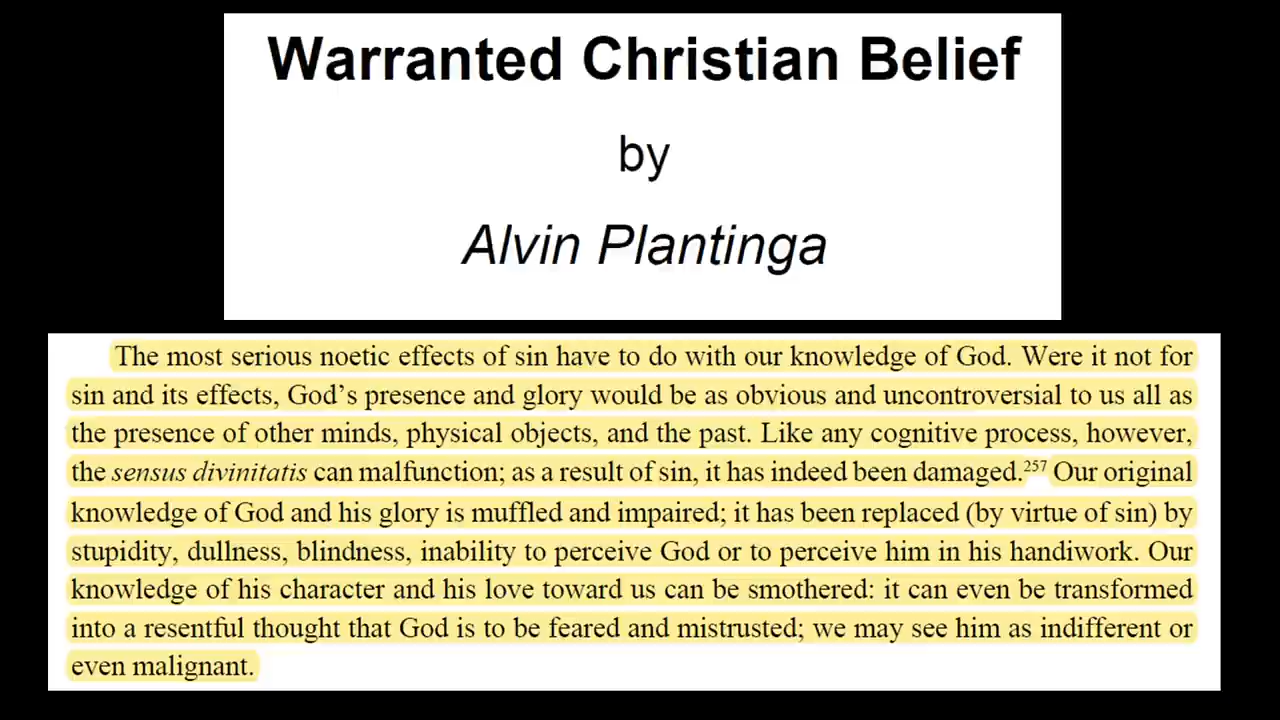 Warranted Christian Belief
by
Alvin Plantinga
The most serious noetic effects of sin have to do with our knowledge of God. Were it not for
sin and its effects, God’s presence and glory would be as obvious and uncontroversial to us all as
the presence of other minds, physical objects, and the past. Like any cognitive process, however,
the sensus divinitatis can malfunction; as a result of sin, it has indeed been damaged.257 Our original
knowledge of God and his glory is muffled and impaired; it has been replaced (by virtue of sin) by
stupidity, dullness, blindness, inability to perceive God or to perceive him in his handiwork. Our
knowledge of his character and his love toward us can be smothered: it can even be transformed
into a resentful thought that God is to be feared and mistrusted; we may see him as indifferent or
even malignant.